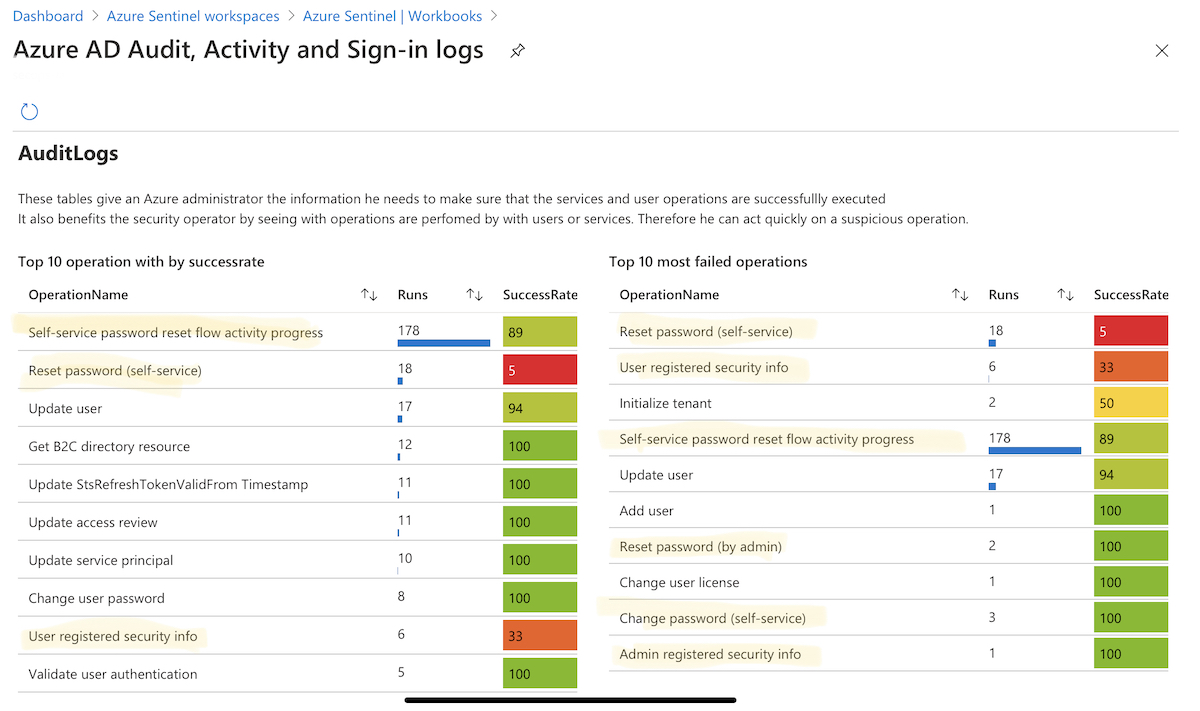 Dashboard > Azure Sentinel workspaces > Azure Sentinel | Workbooks >
Azure AD Audit, Activity and Sign-in logs
AuditLogs
These tables give an Azure administrator the information he needs to make sure that the services and user operations are successfullly executed
It also benefits the security operator by seeing with operations are perfomed by with users or services. Therefore he can act quickly on a suspicious operation.
Top 10 operation with by successrate
OperationName ↑↓ Runs ↑↓ SuccessRate
Self-service password reset flow activity progress 178 89
Reset password (self-service) 18 5
Update user 17 94
Get B2C directory resource 12 100
Update StsRefreshTokenValidFrom Timestamp 11 100
Update access review 11 100
Update service principal 10 100
Change user password 8 100
User registered security info 6 33
Validate user authentication 5 100
Top 10 most failed operations
OperationName ↑↓ Runs ↑↓ SuccessRate
Reset password (self-service) 18 5
User registered security info 6 33
Initialize tenant 2 50
Self-service password reset flow activity progress 178 89
Update user 17 94
Add user 1 100
Reset password (by admin) 2 100
Change user license 1 100
Change password (self-service) 3 100
Admin registered security info 1 100